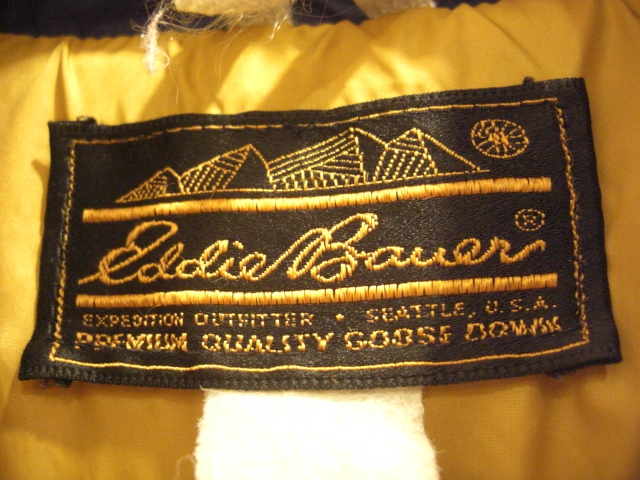 Eddie Bauer ®
EXPEDITION OUTFITTER • SEATTLE, U.S.A.
PREMIUM QUALITY GOOSE DOWN